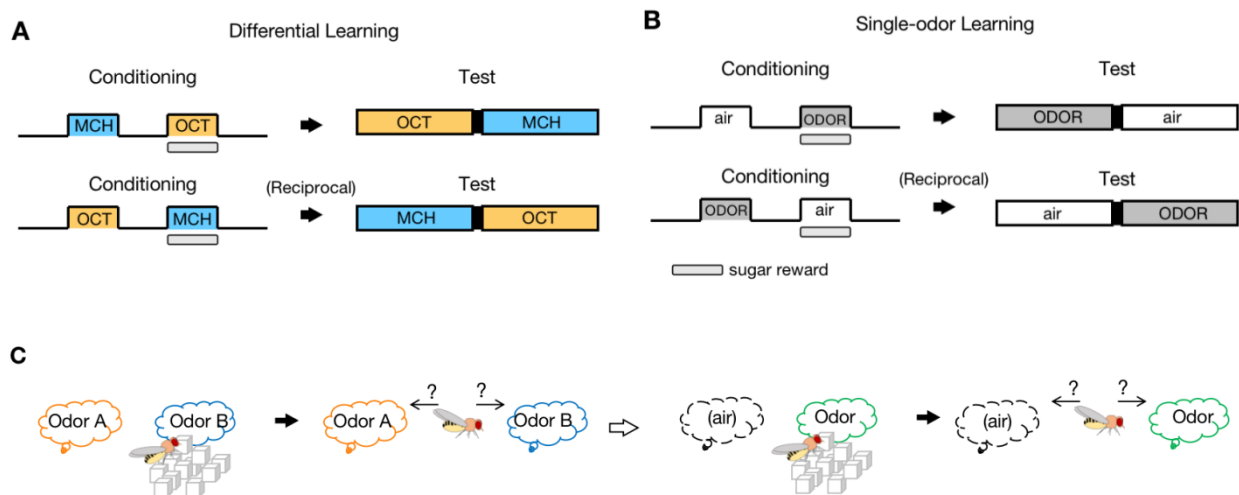 A
Differential Learning
Conditioning
Test
MCH
OCT
OCT
MCH
Conditioning
(Reciprocal)
Test
OCT
MCH
MCH
OCT
B
Single-odor Learning
Conditioning
Test
air
ODOR
ODOR
air
Conditioning
(Reciprocal)
Test
ODOR
air
air
ODOR
sugar reward
C
Odor A
Odor B
Odor A
?
?
Odor B
(air)
Odor
(air)
?
?
Odor